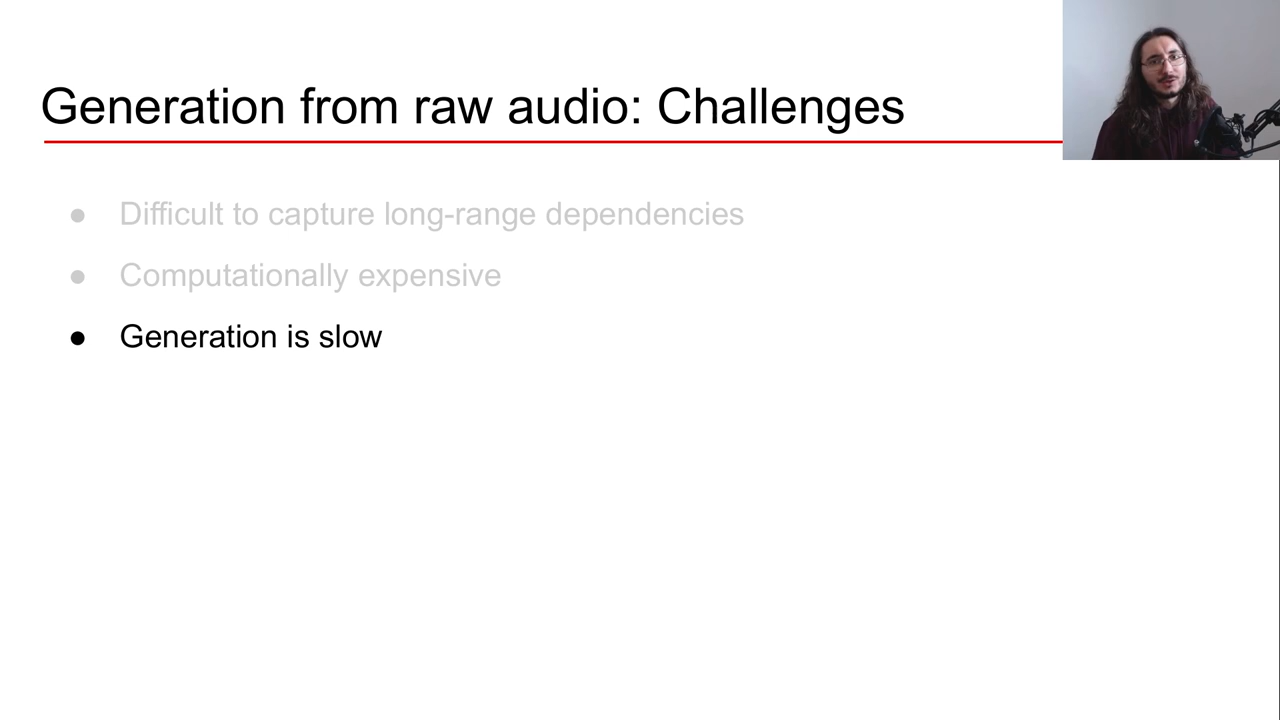 Generation from raw audio: Challenges
● Difficult to capture long-range dependencies
● Computationally expensive
● Generation is slow